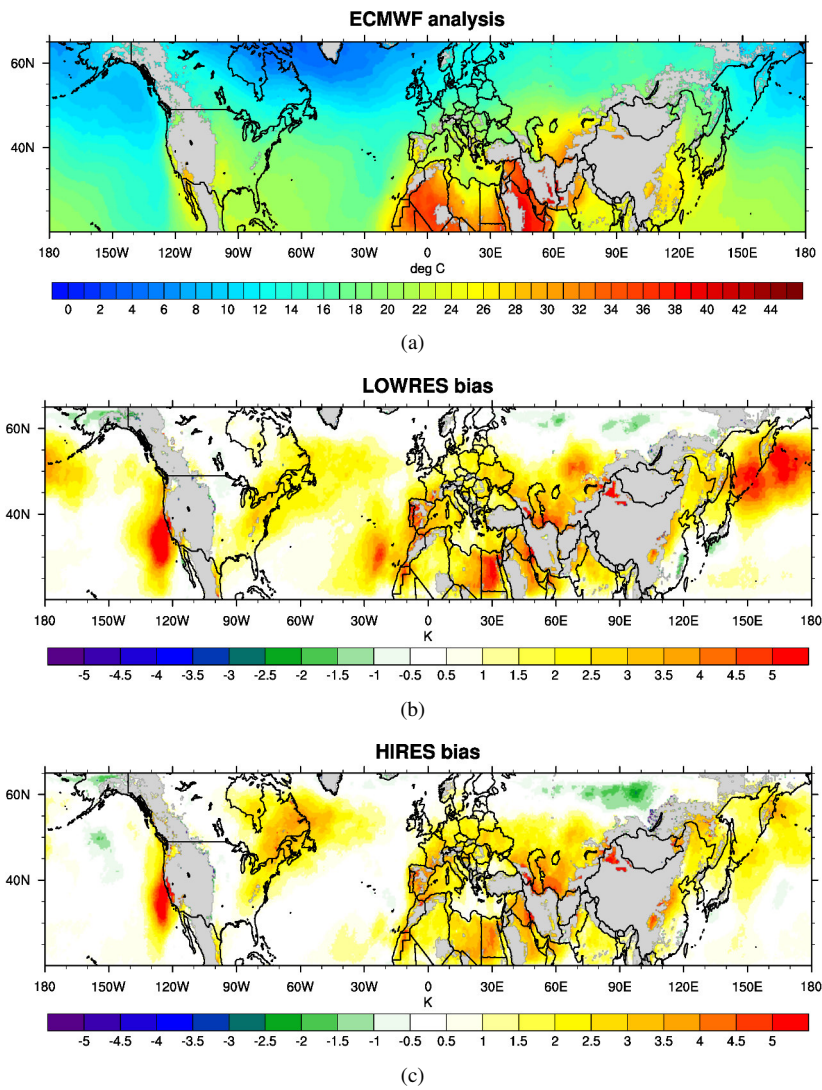 ECMWF analysis
60N
40N
180 150W 120W 90W 60W 30W 0 30E 60E 90E 120E 150E 180
deg C
0 2 4 6 8 10 12 14 16 18 20 22 24 26 28 30 32 34 36 38 40 42 44
(a)
LOWRES bias
60N
40N
180 150W 120W 90W 60W 30W 0 30E 60E 90E 120E 150E 180
K
-5 -4.5 -4 -3.5 -3 -2.5 -2 -1.5 -1 -0.5 0.5 1 1.5 2 2.5 3 3.5 4 4.5 5
(b)
HIRES bias
60N
40N
180 150W 120W 90W 60W 30W 0 30E 60E 90E 120E 150E 180
K
-5 -4.5 -4 -3.5 -3 -2.5 -2 -1.5 -1 -0.5 0.5 1 1.5 2 2.5 3 3.5 4 4.5 5
(c)